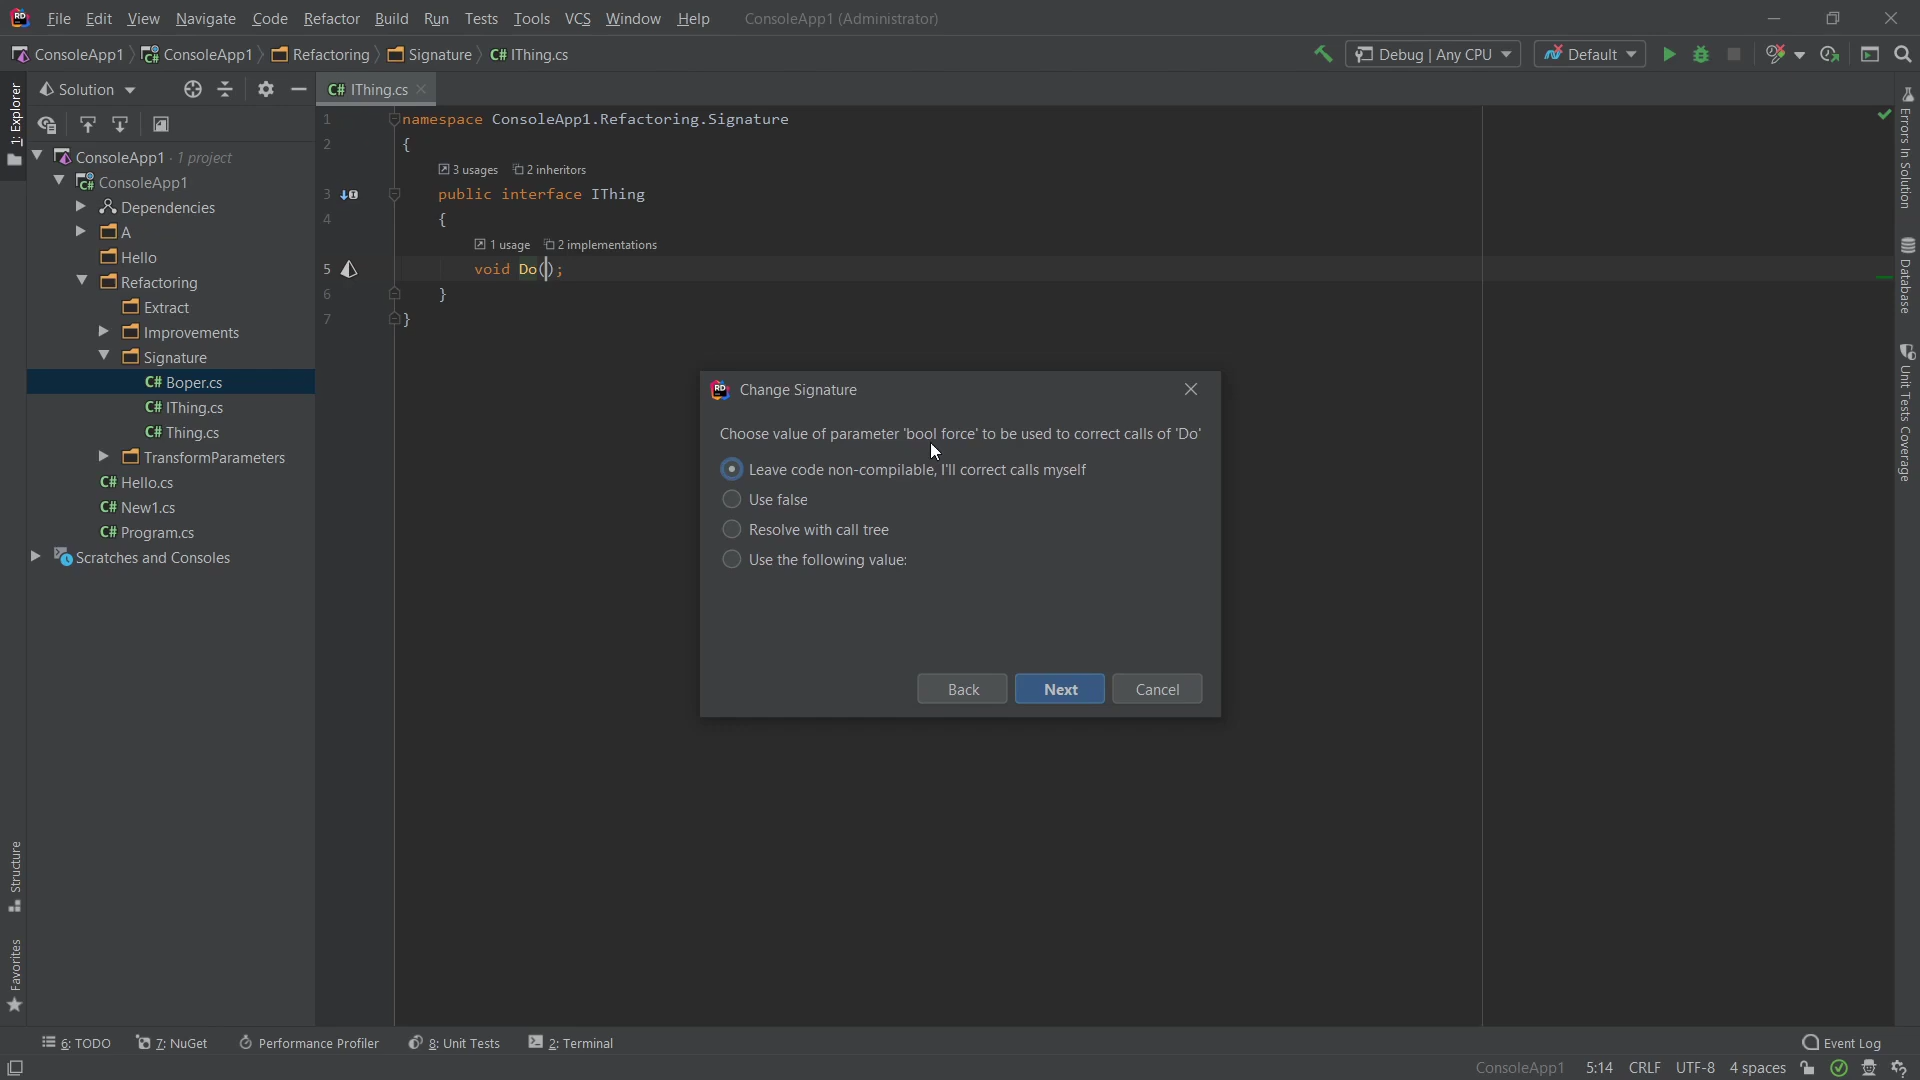 File Edit View Navigate Code Refactor Build Run Tests Tools VCS Window Help ConsoleApp1 (Administrator)
ConsoleApp1 ConsoleApp1 Refactoring Signature C# IThing.cs Debug | Any CPU Default
1: Explorer
Solution
C# IThing.cs
ConsoleApp1 · 1 project
ConsoleApp1
Dependencies
A
Hello
Refactoring
Extract
Improvements
Signature
C# Boper.cs
C# IThing.cs
C# Thing.cs
TransformParameters
C# Hello.cs
C# New1.cs
C# Program.cs
Scratches and Consoles
Structure
Favorites
1 namespace ConsoleApp1.Refactoring.Signature
2 {
3 usages 2 inheritors
3 public interface IThing
4 {
1 usage 2 implementations
5 void Do();
6 }
7 }
RD Change Signature
Choose value of parameter 'bool force' to be used to correct calls of 'Do'
Leave code non-compilable, I'll correct calls myself
Use false
Resolve with call tree
Use the following value:
Back Next Cancel
Errors In Solution
Database
Unit Tests Coverage
6: TODO 7: NuGet Performance Profiler 8: Unit Tests 2: Terminal Event Log
ConsoleApp1 5:14 CRLF UTF-8 4 spaces